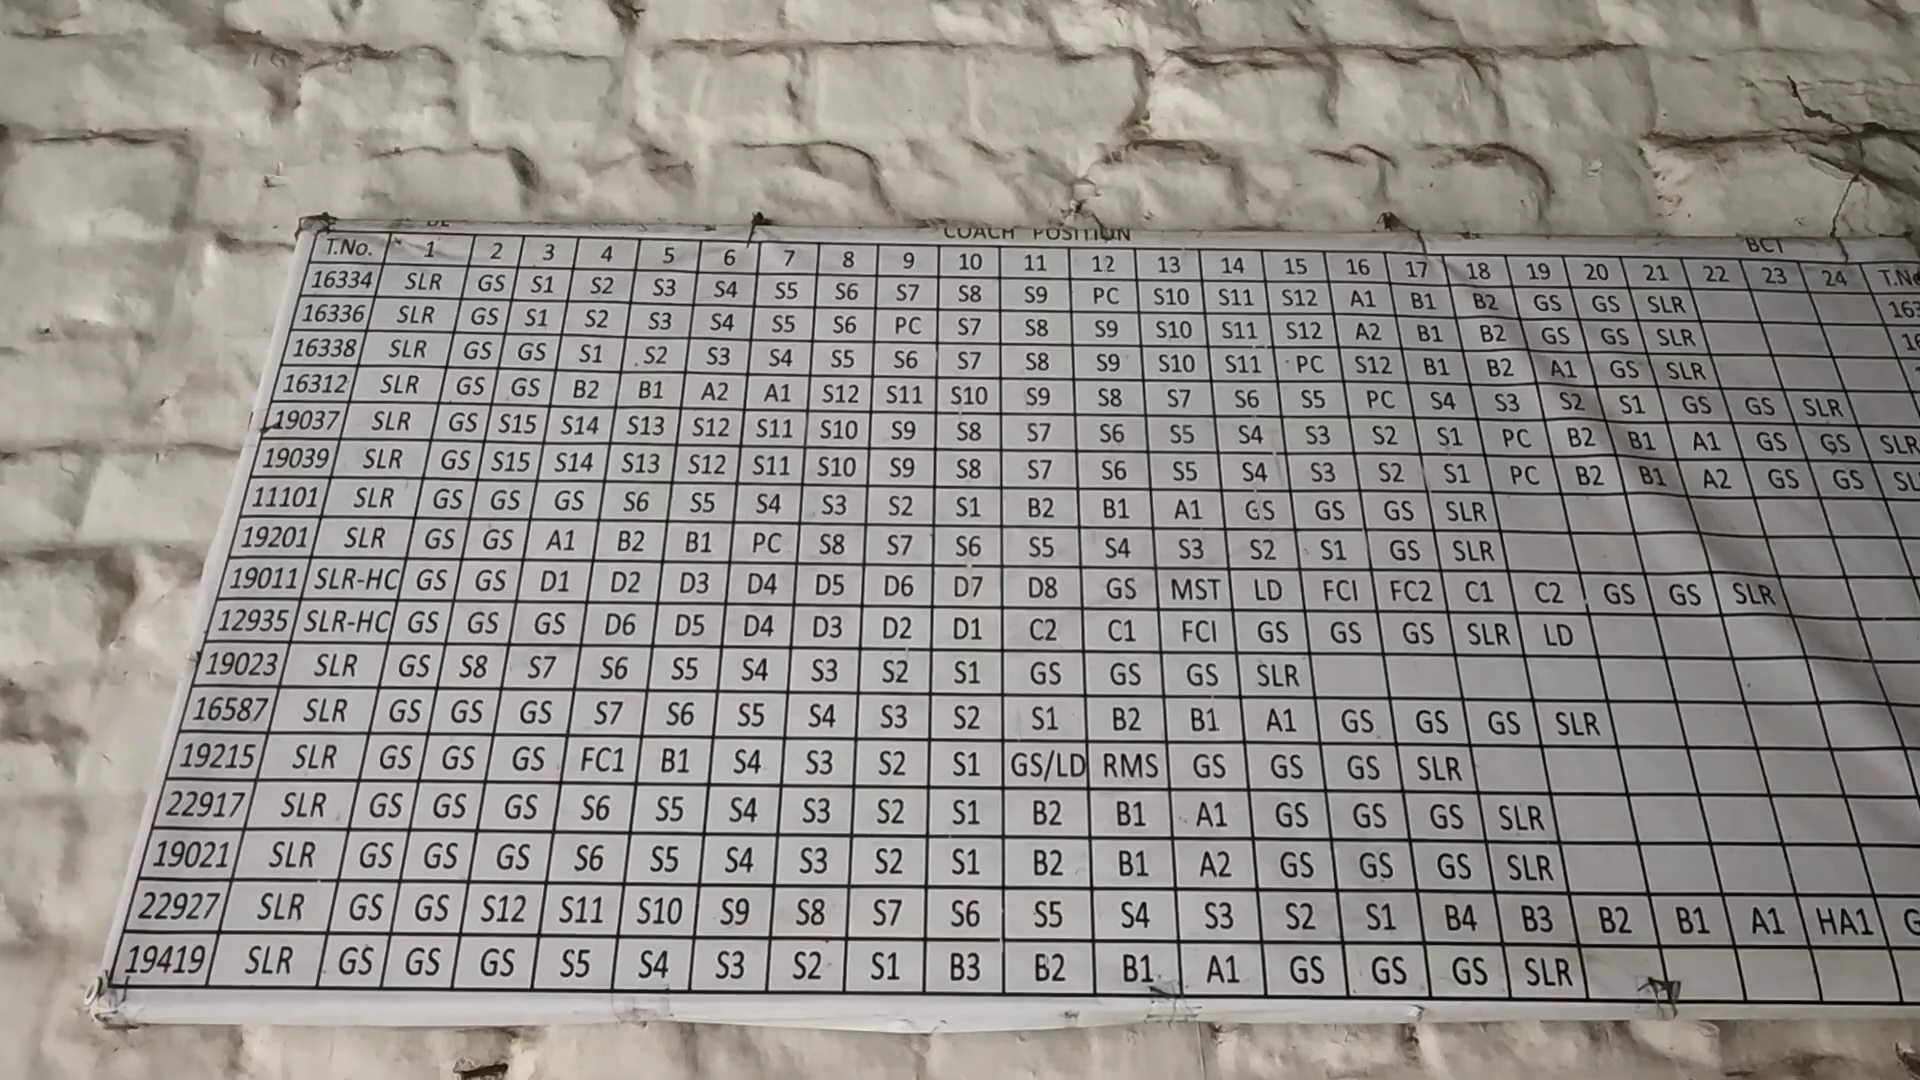 COACH POSITION BCT
T.No. 1 2 3 4 5 6 7 8 9 10 11 12 13 14 15 16 17 18 19 20 21 22 23 24
16334 SLR GS S1 S2 S3 S4 S5 S6 S7 S8 S9 PC S10 S11 S12 A1 B1 B2 GS GS SLR
16336 SLR GS S1 S2 S3 S4 S5 S6 PC S7 S8 S9 S10 S11 S12 A2 B1 B2 GS GS SLR
16338 SLR GS GS S1 S2 S3 S4 S5 S6 S7 S8 S9 S10 S11 PC S12 B1 B2 A1 GS SLR
16312 SLR GS GS B2 B1 A2 A1 S12 S11 S10 S9 S8 S7 S6 S5 PC S4 S3 S2 S1 GS GS SLR
19037 SLR GS S15 S14 S13 S12 S11 S10 S9 S8 S7 S6 S5 S4 S3 S2 S1 PC B2 B1 A1 GS GS SLR
19039 SLR GS S15 S14 S13 S12 S11 S10 S9 S8 S7 S6 S5 S4 S3 S2 S1 PC B2 B1 A2 GS GS
11101 SLR GS GS GS S6 S5 S4 S3 S2 S1 B2 B1 A1 GS GS GS SLR
19201 SLR GS GS A1 B2 B1 PC S8 S7 S6 S5 S4 S3 S2 S1 GS SLR
19011 SLR-HC GS GS D1 D2 D3 D4 D5 D6 D7 D8 GS MST LD FCI FC2 C1 C2 GS GS SLR
12935 SLR-HC GS GS GS D6 D5 D4 D3 D2 D1 C2 C1 FCI GS GS GS SLR LD
19023 SLR GS S8 S7 S6 S5 S4 S3 S2 S1 GS GS GS SLR
16587 SLR GS GS GS S7 S6 S5 S4 S3 S2 S1 B2 B1 A1 GS GS GS SLR
19215 SLR GS GS GS FC1 B1 S4 S3 S2 S1 GS/LD RMS GS GS GS SLR
22917 SLR GS GS GS S6 S5 S4 S3 S2 S1 B2 B1 A1 GS GS GS SLR
19021 SLR GS GS GS S6 S5 S4 S3 S2 S1 B2 B1 A2 GS GS GS SLR
22927 SLR GS GS S12 S11 S10 S9 S8 S7 S6 S5 S4 S3 S2 S1 B4 B3 B2 B1 A1 HA1
19419 SLR GS GS GS S5 S4 S3 S2 S1 B3 B2 B1 A1 GS GS GS SLR